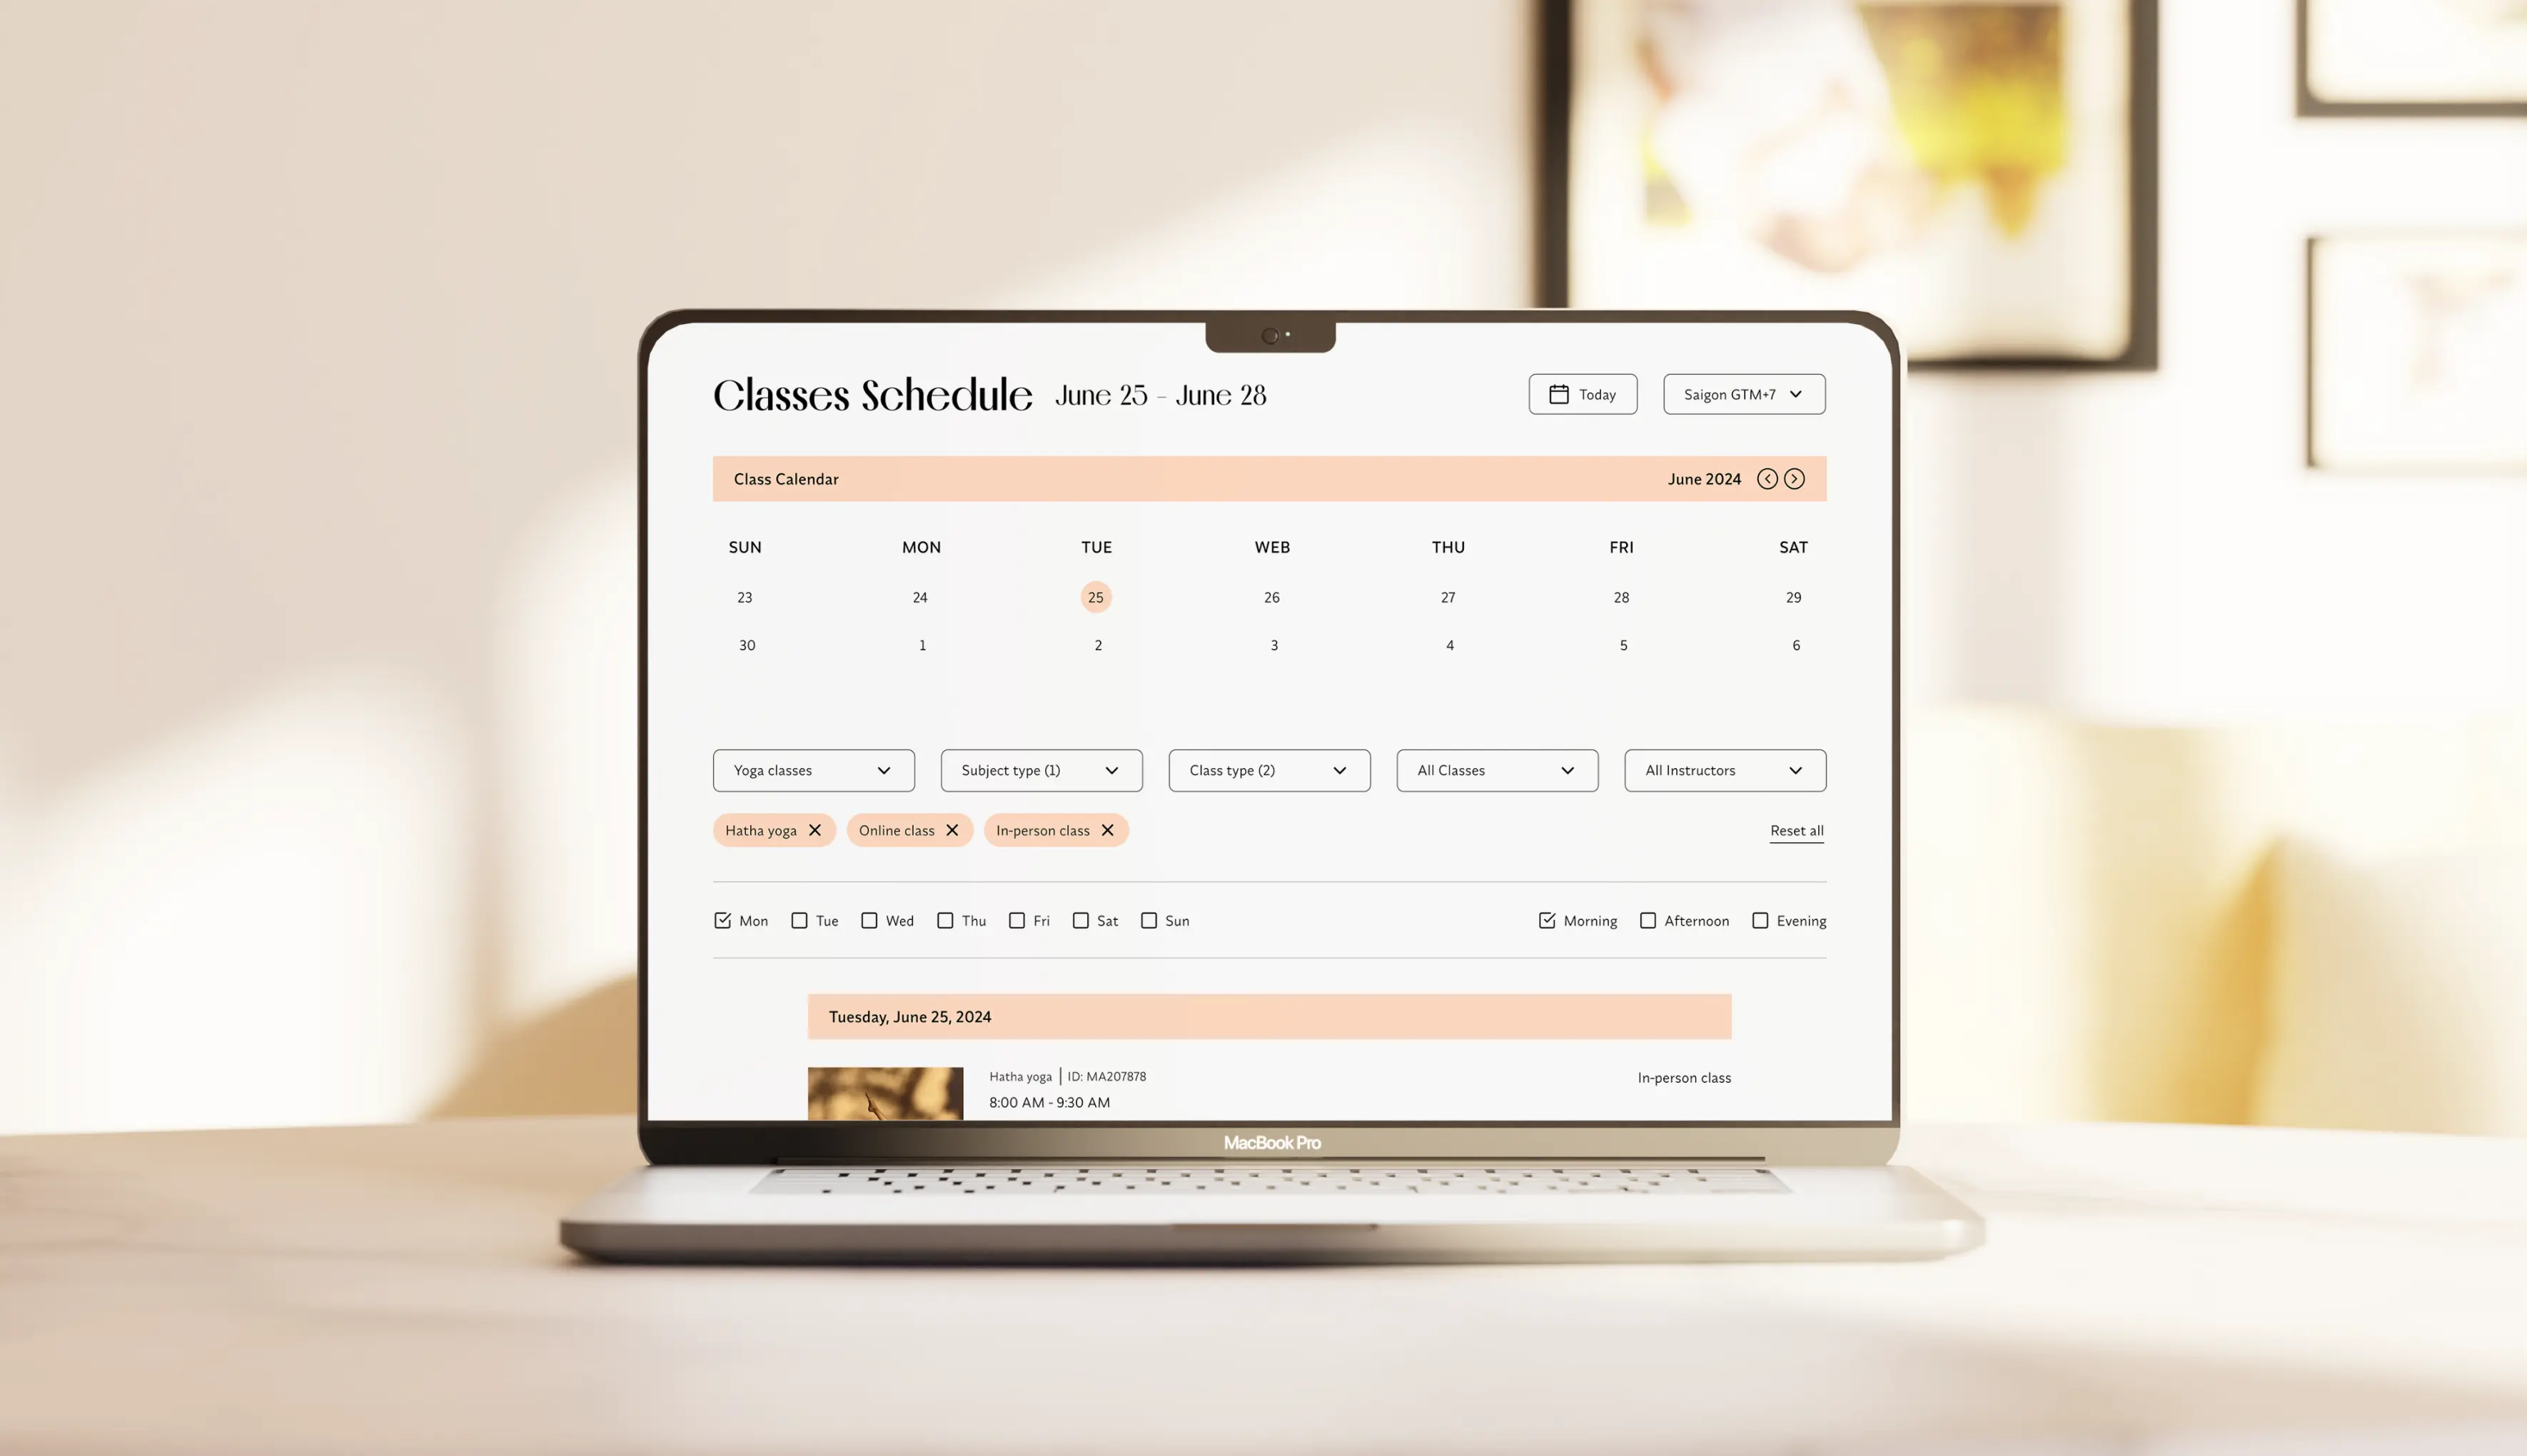 Classes Schedule June 25 - June 28 Today Saigon GTM+7
Class Calendar June 2024
SUN MON TUE WEB THU FRI SAT
23 24 25 26 27 28 29
30 1 2 3 4 5 6
Yoga classes Subject type (1) Class type (2) All Classes All Instructors
Hatha yoga Online class In-person class Reset all
Mon Tue Wed Thu Fri Sat Sun Morning Afternoon Evening
Tuesday, June 25, 2024
Hatha yoga | ID: MA207878 In-person class
8:00 AM - 9:30 AM
MacBook Pro